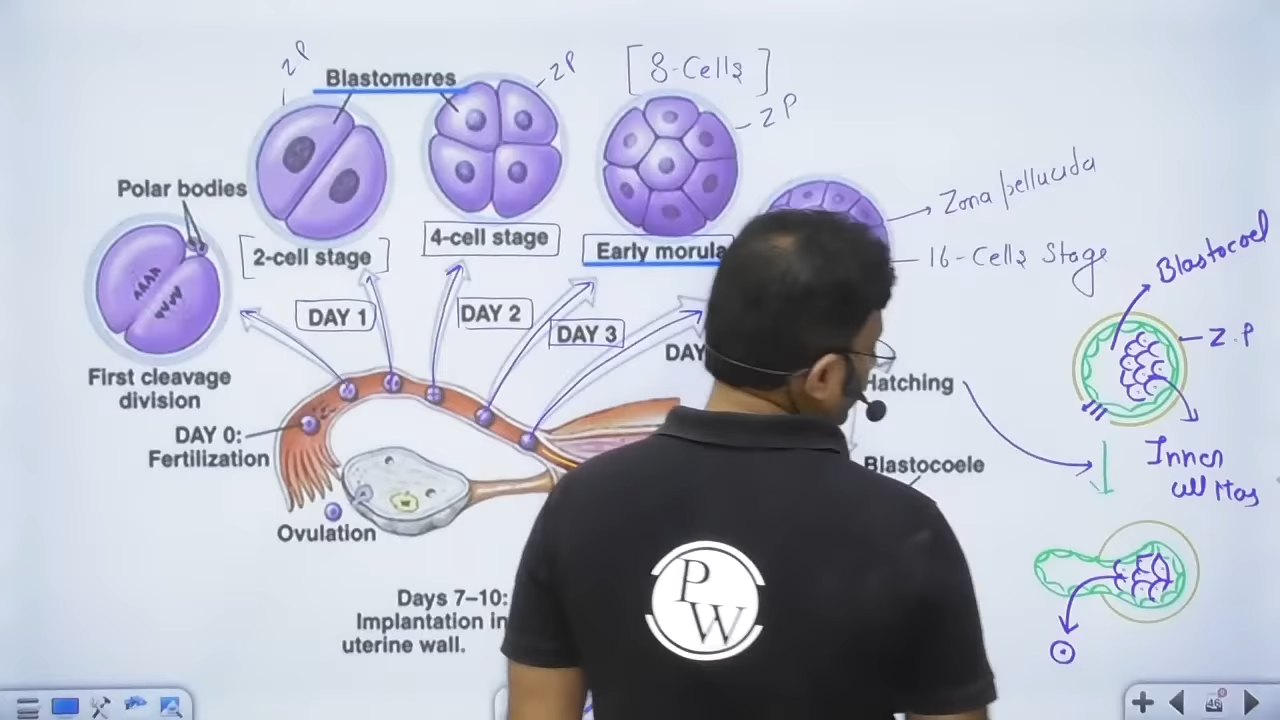 ZP
Blastomeres
ZP
[8-Cells]
ZP
Polar bodies
Zona pellucida
2-cell stage
4-cell stage
Early morula
16-Cells Stage
Blastocoel
DAY 1
DAY 2
DAY 3
DAY
Z.P
First cleavage
division
Hatching
DAY 0:
Fertilization
Inner
cell Mas
Blastocoele
Ovulation
Days 7–10:
Implantation in
uterine wall.
P
W
46